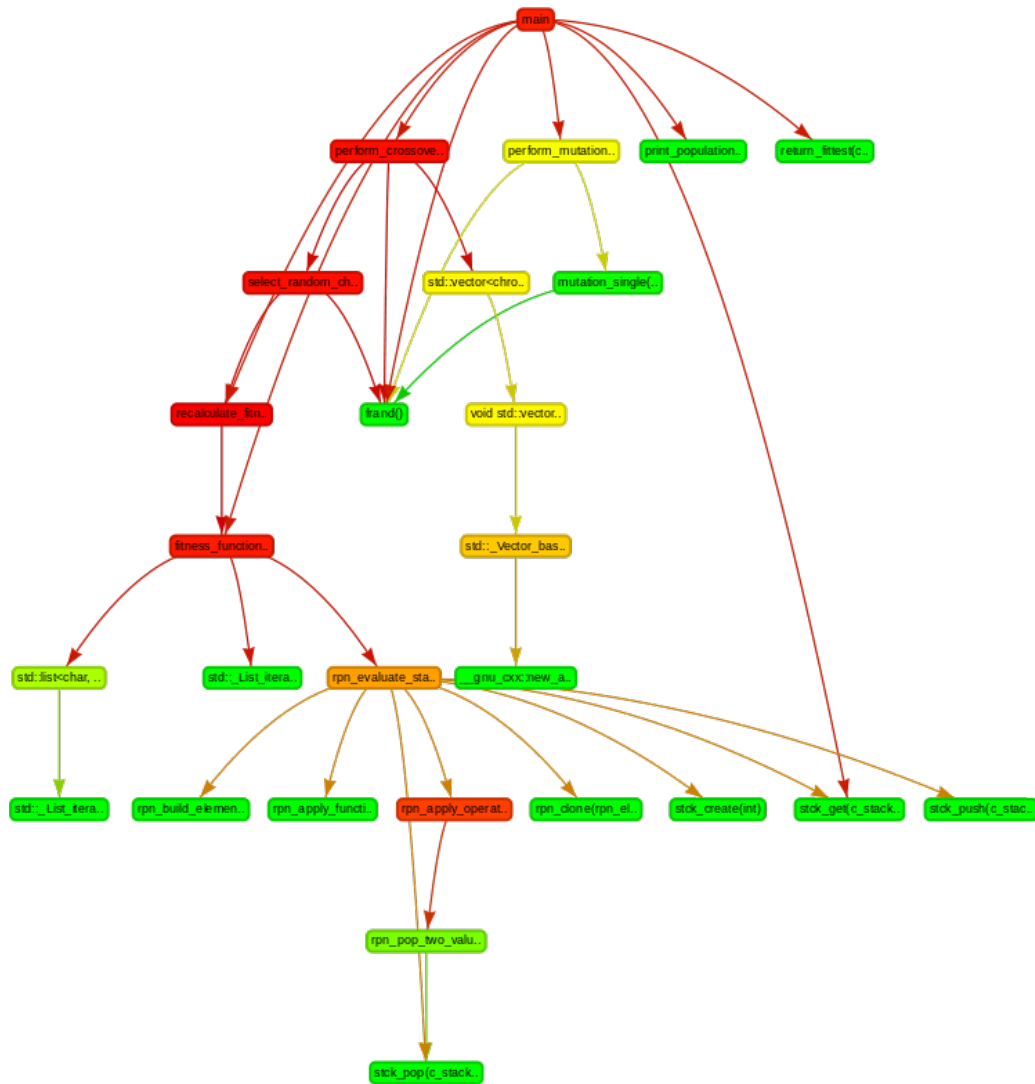 main
perform_crossove..
perform_mutation..
print_population..
return_fittest(c..
select_random_ch..
std::vector<chro..
mutation_single(..
recalculate_fitn..
frand()
void std::vector..
fitness_function..
std::_Vector_bas..
std::list<char, ..
std::_List_itera..
rpn_evaluate_sta..
__gnu_cxx::new_a..
std::_List_itera..
rpn_build_elemen..
rpn_apply_functi..
rpn_apply_operat..
rpn_clone(rpn_el..
stck_create(int)
stck_get(c_stack..
stck_push(c_stac..
rpn_pop_two_valu..
stck_pop(c_stack..